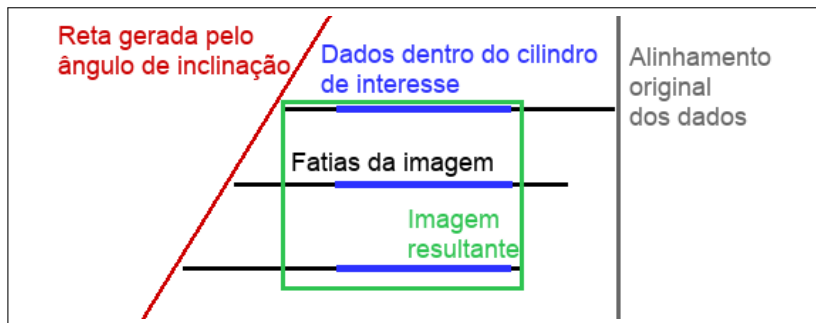 Reta gerada pelo
ângulo de inclinação
Dados dentro do cilindro
de interesse
Alinhamento
original
dos dados
Fatias da imagem
Imagem
resultante